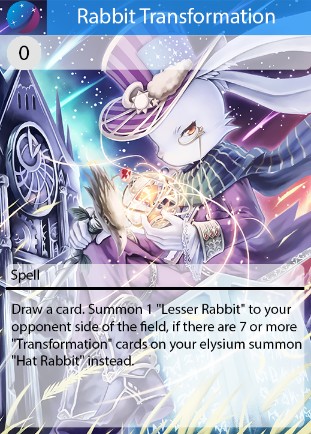 Rabbit Transformation
0
Spell
Draw a card. Summon 1 "Lesser Rabbit" to your
opponent side of the field, if there are 7 or more
"Transformation" cards on your elysium summon
"Hat Rabbit" instead.